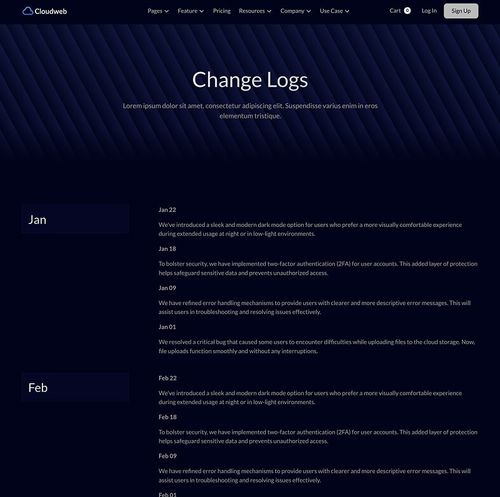 Cloudweb Pages Feature Pricing Resources Company Use Case Cart 0 Log In Sign Up
Change Logs
Lorem ipsum dolor sit amet, consectetur adipiscing elit. Suspendisse varius enim in eros
elementum tristique.
Jan
Jan 22
We've introduced a sleek and modern dark mode option for users who prefer a more visually comfortable experience
during extended usage at night or in low-light environments.
Jan 18
To bolster security, we have implemented two-factor authentication (2FA) for user accounts. This added layer of protection
helps safeguard sensitive data and prevents unauthorized access.
Jan 09
We have refined error handling mechanisms to provide users with clearer and more descriptive error messages. This will
assist users in troubleshooting and resolving issues effectively.
Jan 01
We resolved a critical bug that caused some users to encounter difficulties while uploading files to the cloud storage. Now,
file uploads function smoothly and without any interruptions.
Feb
Feb 22
We've introduced a sleek and modern dark mode option for users who prefer a more visually comfortable experience
during extended usage at night or in low-light environments.
Feb 18
To bolster security, we have implemented two-factor authentication (2FA) for user accounts. This added layer of protection
helps safeguard sensitive data and prevents unauthorized access.
Feb 09
We have refined error handling mechanisms to provide users with clearer and more descriptive error messages. This will
assist users in troubleshooting and resolving issues effectively.
Feb 01